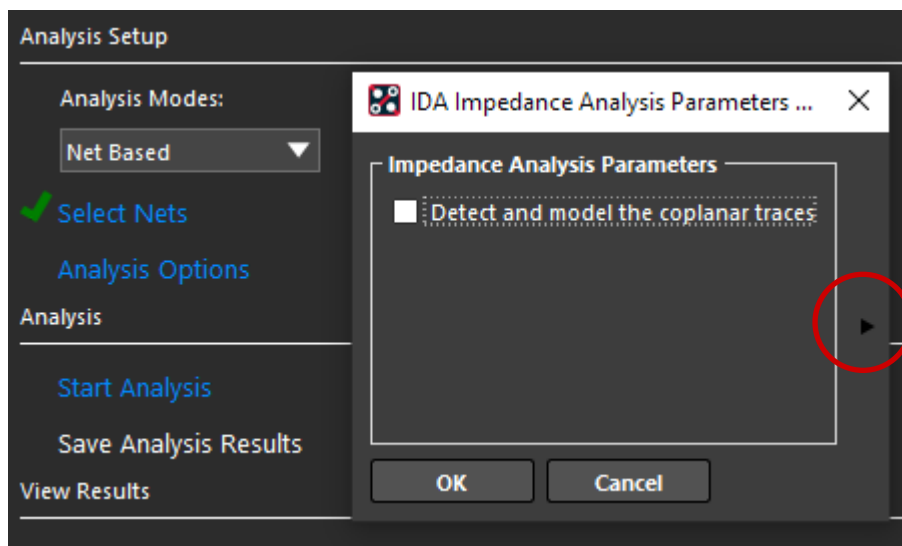 Analysis Setup
Analysis Modes:
Net Based
Select Nets
Analysis Options
Analysis
Start Analysis
Save Analysis Results
View Results
IDA Impedance Analysis Parameters ...
Impedance Analysis Parameters
Detect and model the coplanar traces
OK
Cancel